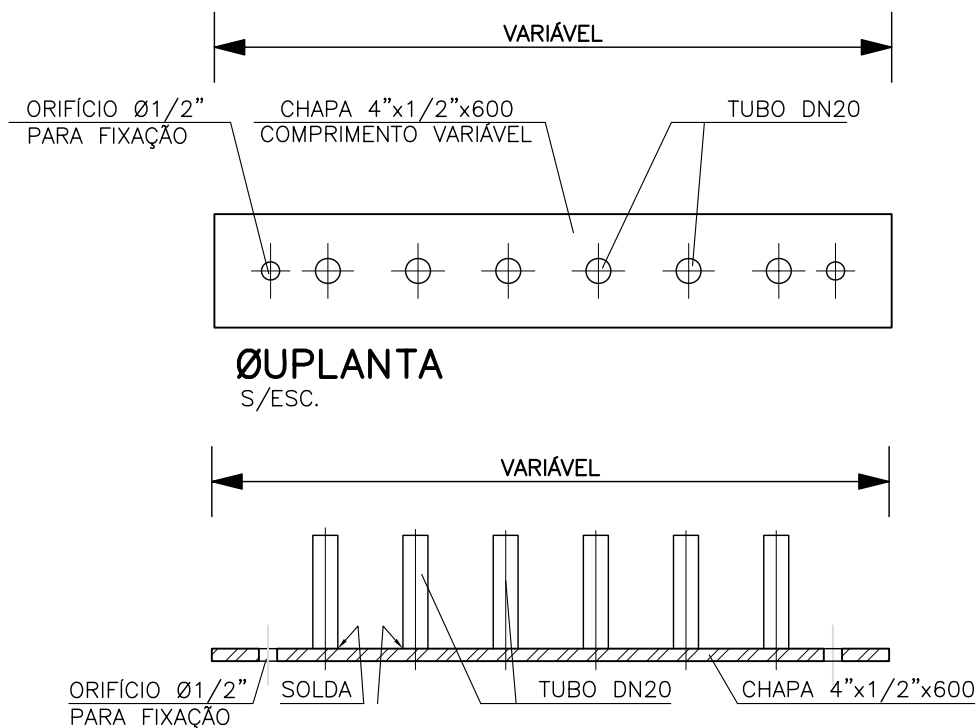 VARIÁVEL
ORIFÍCIO Ø1/2”
PARA FIXAÇÃO
CHAPA 4”x1/2”x600
COMPRIMENTO VARIÁVEL
TUBO DN20
ØUPLANTA
S/ESC.
VARIÁVEL
ORIFÍCIO Ø1/2”
PARA FIXAÇÃO
SOLDA
TUBO DN20
CHAPA 4”x1/2”x600